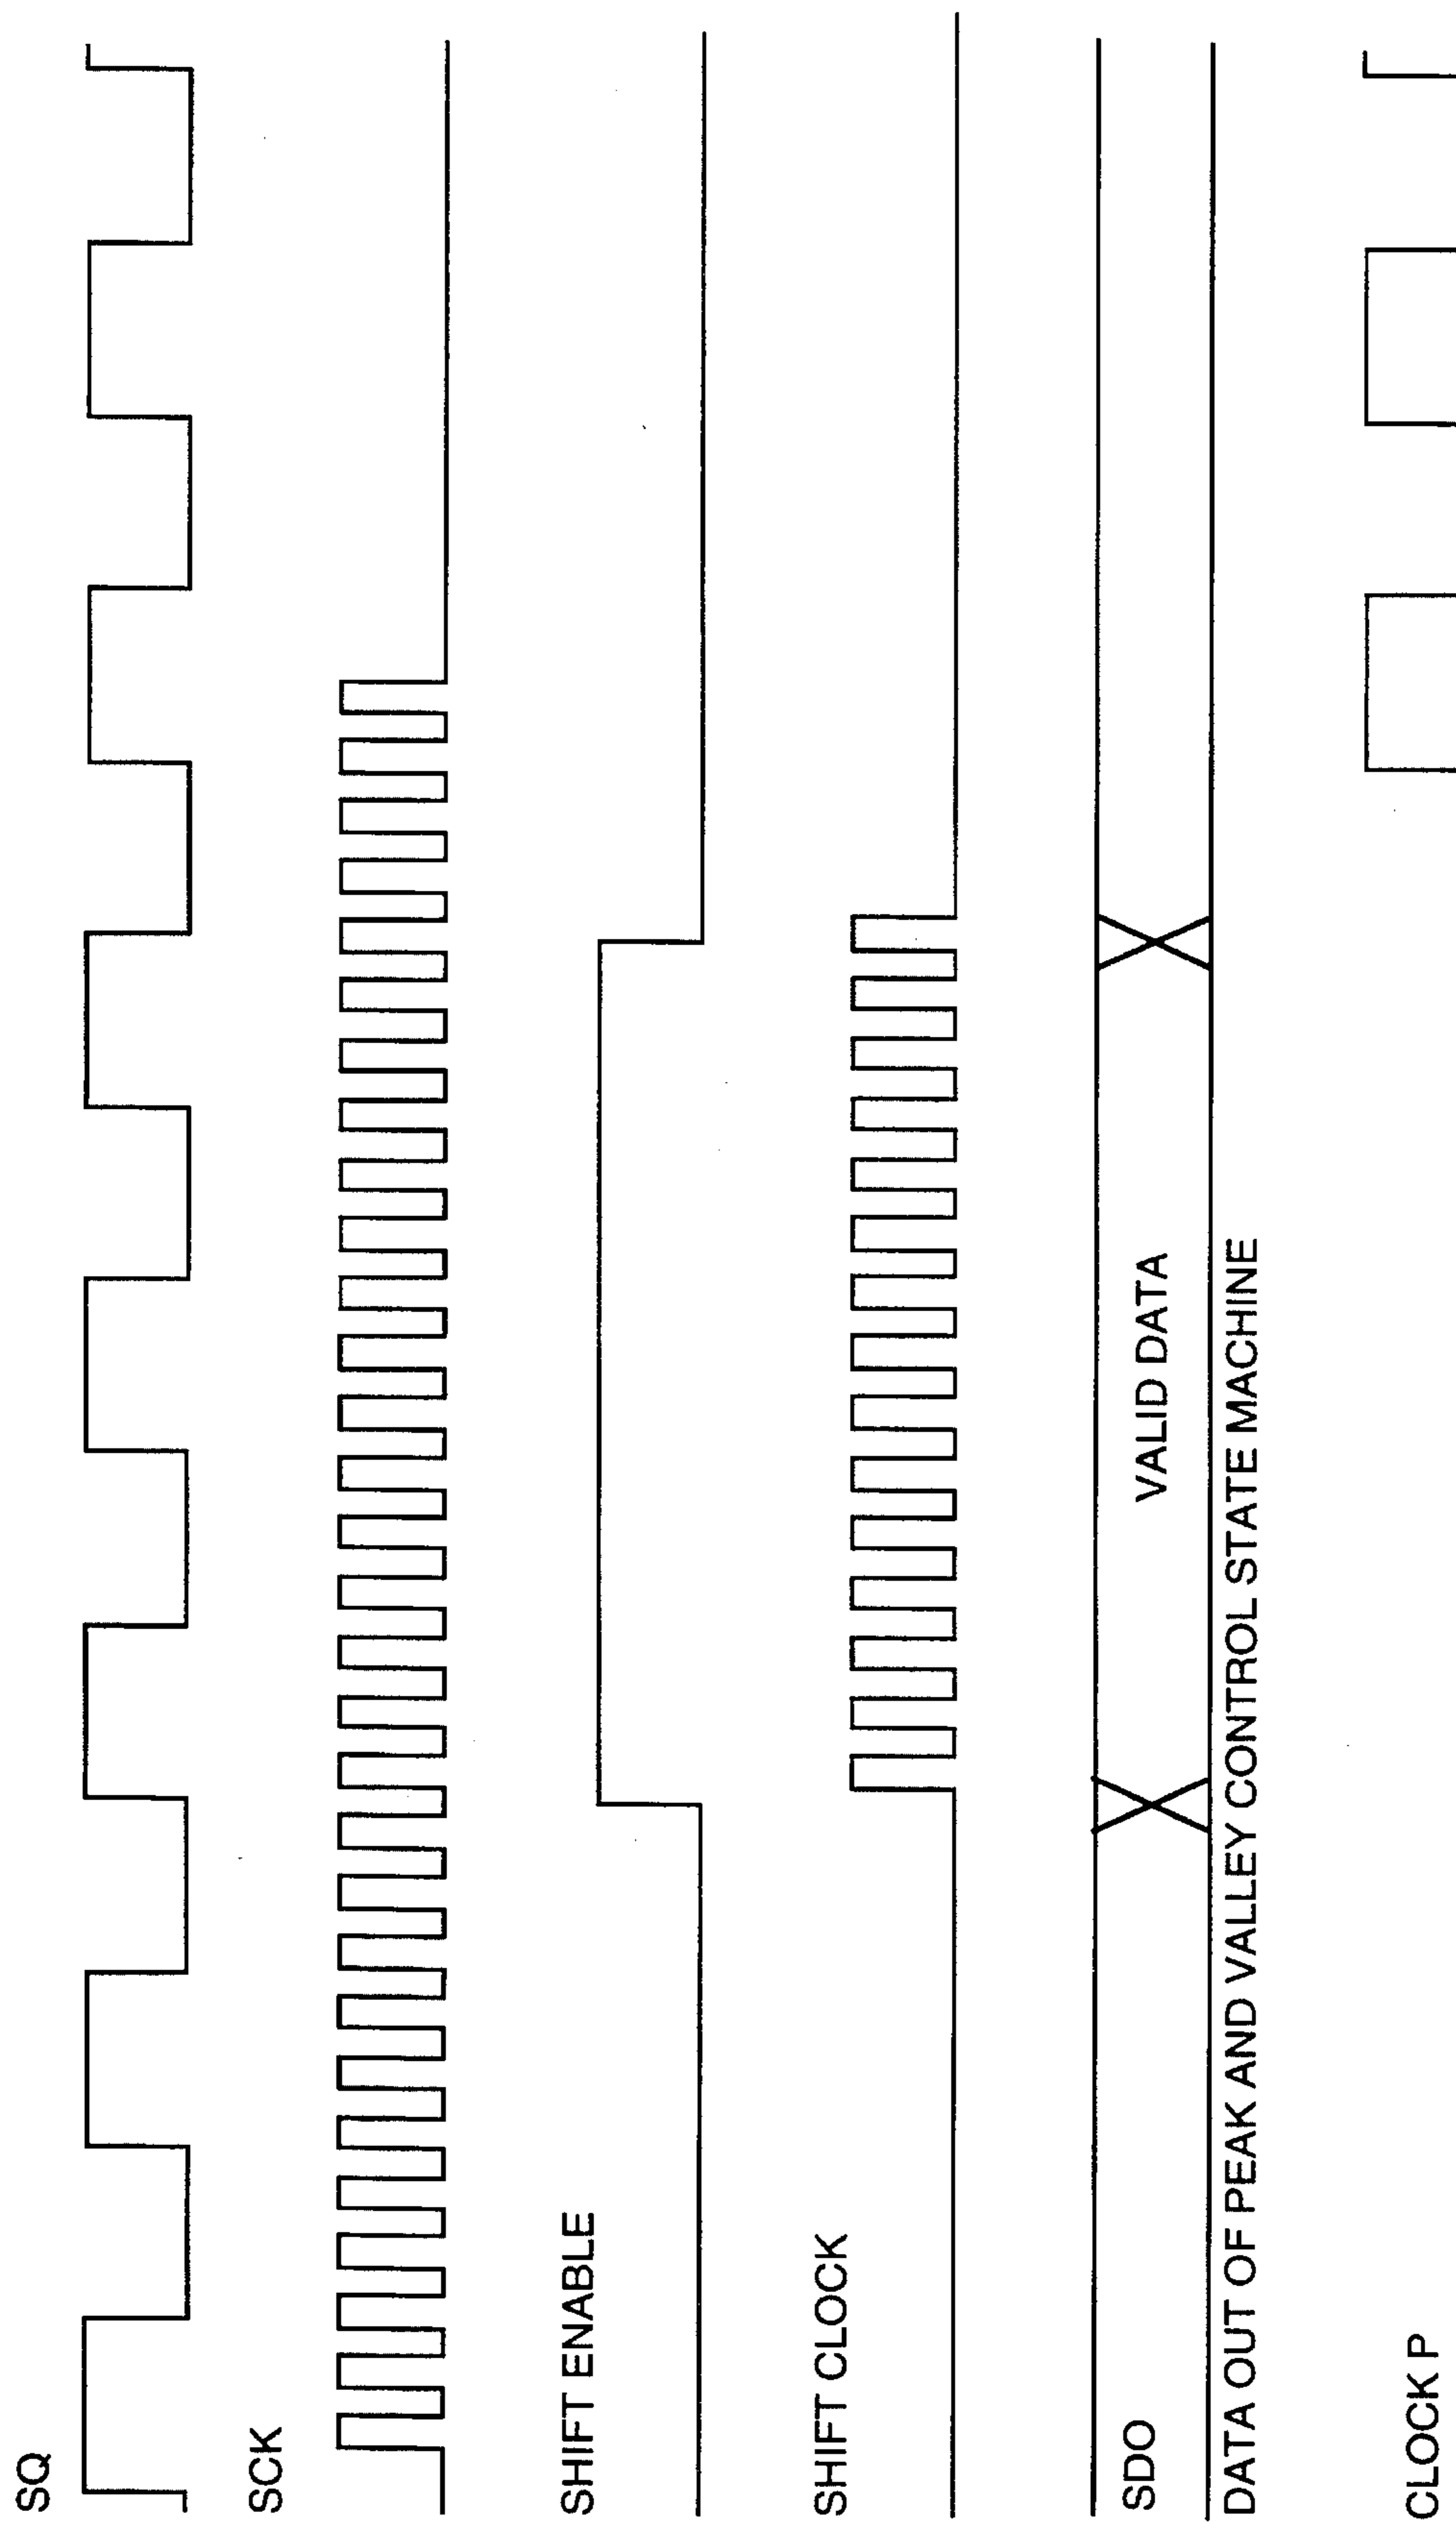 SQ
SCK
SHIFT ENABLE
SHIFT CLOCK
SDO
VALID DATA
DATA OUT OF PEAK AND VALLEY CONTROL STATE MACHINE
CLOCK P